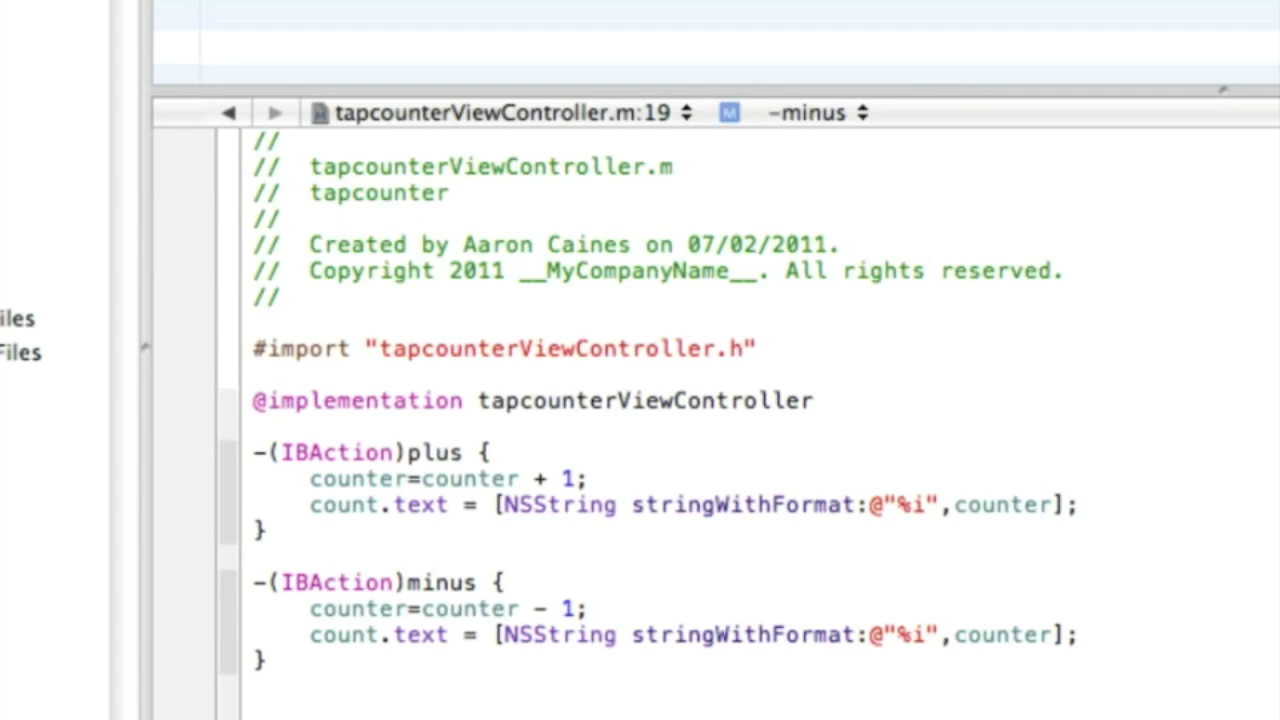 tapcounterViewController.m:19 M -minus
//
// tapcounterViewController.m
// tapcounter
//
// Created by Aaron Caines on 07/02/2011.
// Copyright 2011 __MyCompanyName__. All rights reserved.
//
iles
#import "tapcounterViewController.h"
Files
@implementation tapcounterViewController
-(IBAction)plus {
counter=counter + 1;
count.text = [NSString stringWithFormat:@"%i",counter];
}
-(IBAction)minus {
counter=counter - 1;
count.text = [NSString stringWithFormat:@"%i",counter];
}